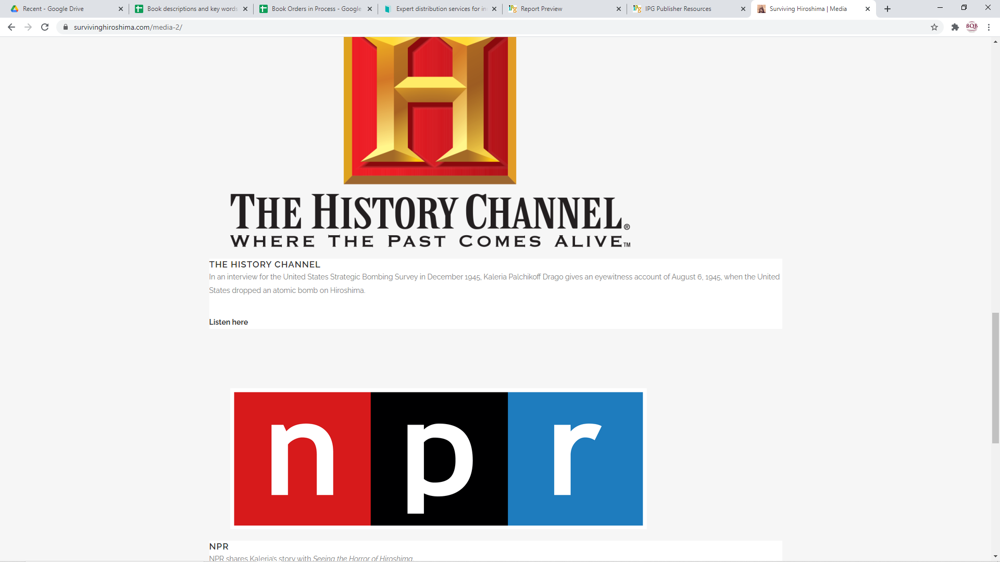 Recent - Google Drive
Book descriptions and key words
Book Orders in Process - Google
Expert distribution services for in
ipg Report Preview
ipg IPG Publisher Resources
Surviving Hiroshima | Media
survivinghiroshima.com/media-2/
BQB
H
THE HISTORY CHANNEL®
WHERE THE PAST COMES ALIVE™
THE HISTORY CHANNEL
In an interview for the United States Strategic Bombing Survey in December 1945, Kaleria Palchikoff Drago gives an eyewitness account of August 6, 1945, when the United
States dropped an atomic bomb on Hiroshima.
Listen here
n p r
NPR
NPR shares Kaleria's story with Seeing the Horror of Hiroshima.